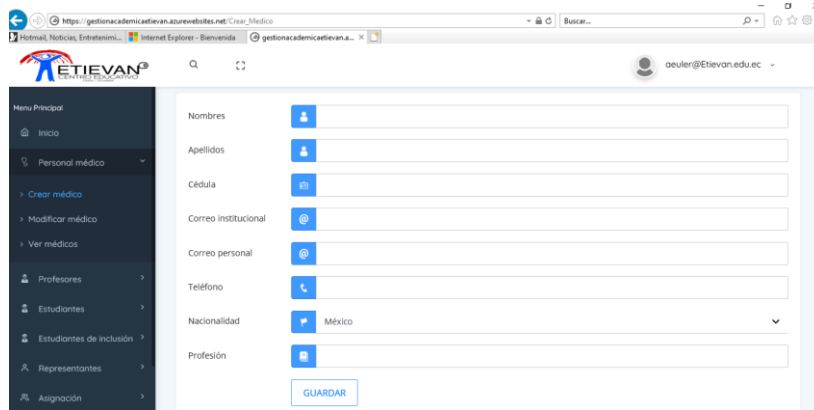 https://gestionacademicaetievan.azurewebsites.net/Crear_Medico
Buscar...
Hotmail, Noticias, Entretenimi...
Internet Explorer - Bienvenida
gestionacademicaetievan.a...
ETIEVAN
CENTRO EDUCATIVO
aeuler@Etievan.edu.ec
Menu Principal
Inicio
Personal médico
> Crear médico
> Modificar médico
> Ver médicos
Profesores
Estudiantes
Estudiantes de inclusión
Representantes
Asignación
Nombres
Apellidos
Cédula
Correo institucional
Correo personal
Teléfono
Nacionalidad
México
Profesión
GUARDAR